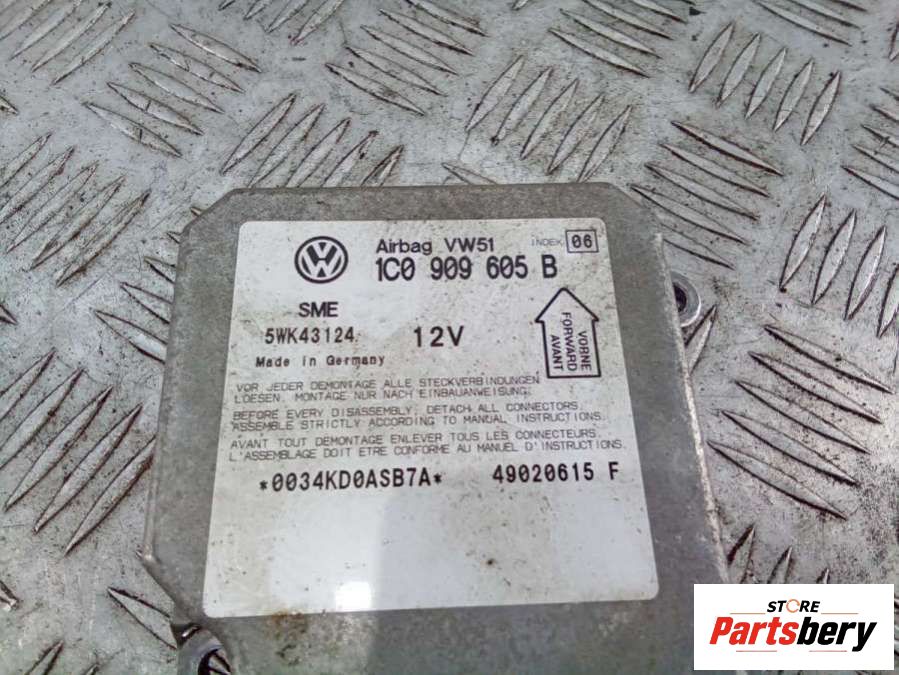 Airbag VW51 INDEX 06
1C0 909 605 B
SME
5WK43124 12V
Made in Germany
VORNE
FORWARD
AVANT
VOR JEDER DEMONTAGE ALLE STECKVERBINDUNGEN
LOESEN. MONTAGE NUR NACH EINBAUANWEISUNG.
BEFORE EVERY DISASSEMBLY, DETACH ALL CONNECTORS.
ASSEMBLE STRICTLY ACCORDING TO MANUAL INSTRUCTIONS.
AVANT TOUT DÉMONTAGE ENLEVER TOUS LES CONNECTEURS.
L'ASSEMBLAGE DOIT ETRE CONFORME AU MANUEL D'INSTRUCTIONS.
*0034KD0ASB7A* 49020615 F
STORE
Partsbery